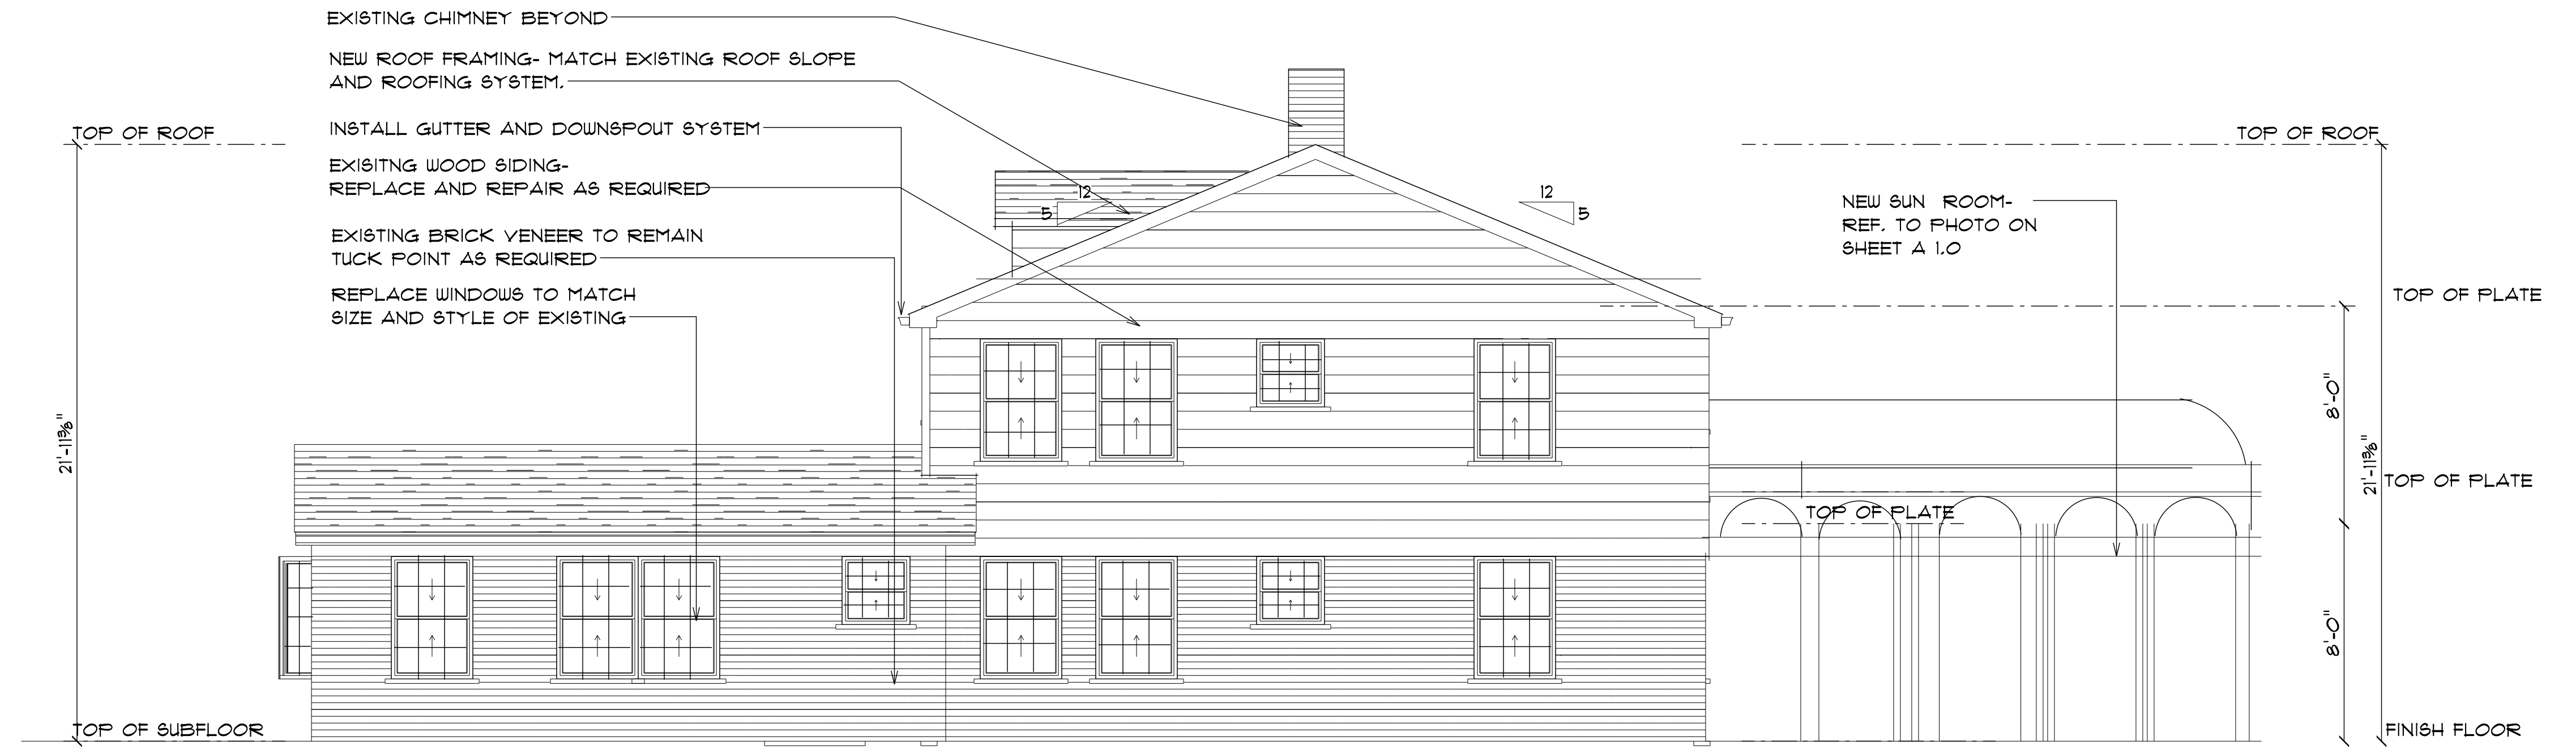 EXISTING CHIMNEY BEYOND
NEW ROOF FRAMING- MATCH EXISTING ROOF SLOPE
AND ROOFING SYSTEM.
INSTALL GUTTER AND DOWNSPOUT SYSTEM
EXISITNG WOOD SIDING-
REPLACE AND REPAIR AS REQUIRED
EXISTING BRICK VENEER TO REMAIN
TUCK POINT AS REQUIRED
REPLACE WINDOWS TO MATCH
SIZE AND STYLE OF EXISTING
TOP OF ROOF
21'-11⅜"
TOP OF SUBFLOOR
12
5
12
5
NEW SUN ROOM-
REF. TO PHOTO ON
SHEET A 1.0
TOP OF ROOF
TOP OF PLATE
8'-0"
21'-11⅜"
TOP OF PLATE
TOP OF PLATE
8'-0"
FINISH FLOOR